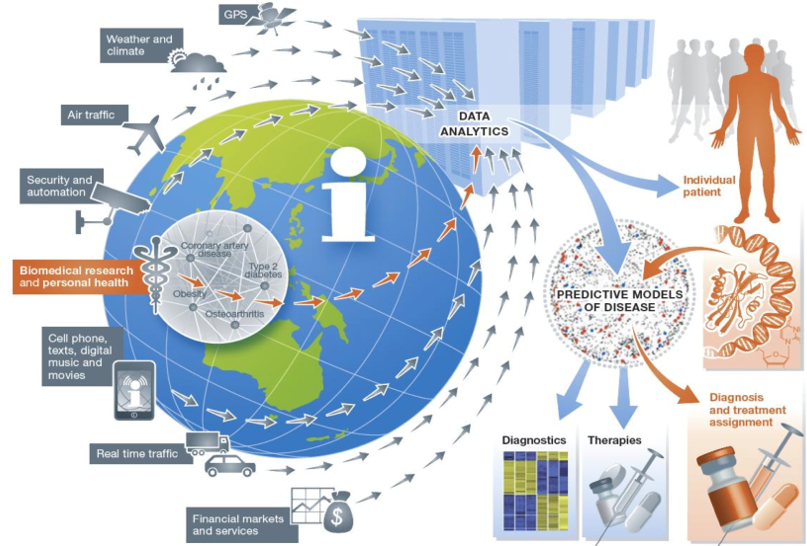 GPS
Weather and
climate
Air traffic
Security and
automation
Biomedical research
and personal health
Cell phone,
texts, digital
music and
movies
Real time traffic
Financial markets
and services
$
Coronary artery
disease
Type 2
diabetes
Obesity
Osteoarthritis
i
DATA
ANALYTICS
Individual
patient
PREDICTIVE MODELS
OF DISEASE
Diagnostics
Therapies
Diagnosis
and treatment
assignment